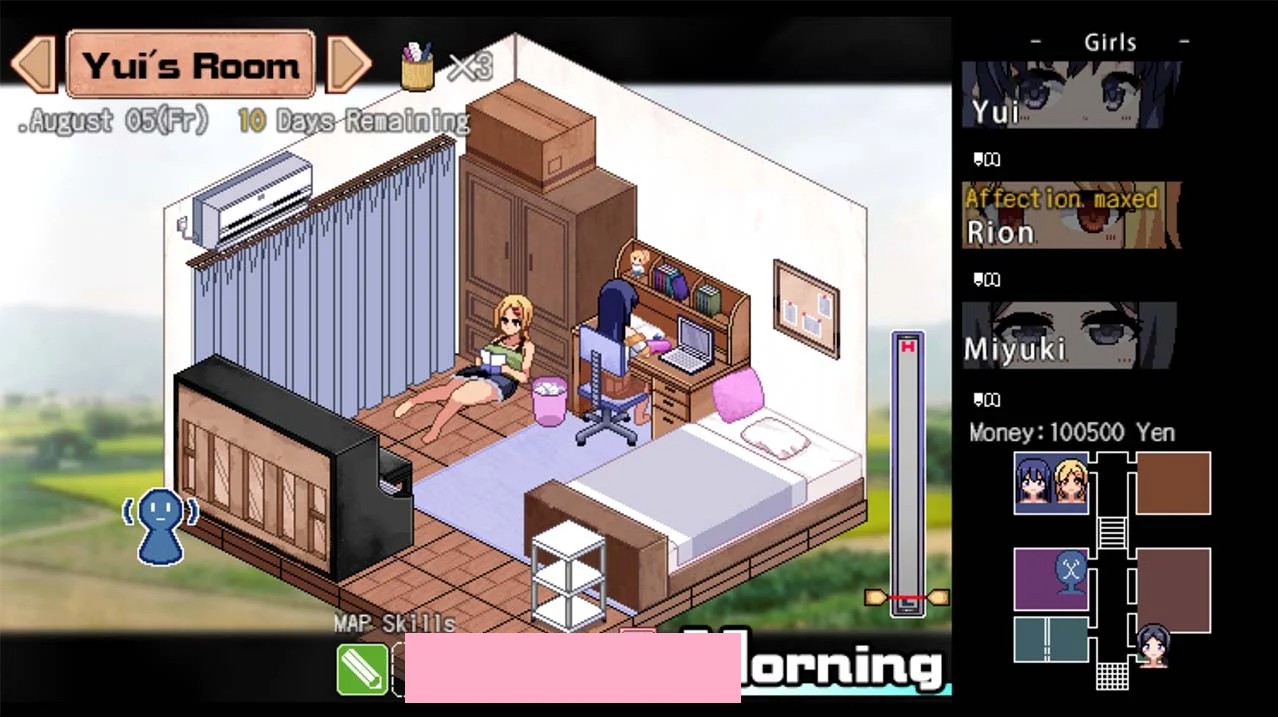 Yui's Room
×3
.August 05(Fr) 10 Days Remaining
H
L
MAP Skills
Morning
- Girls -
Yui
Affection maxed
Rion
Miyuki
Money:100500 Yen